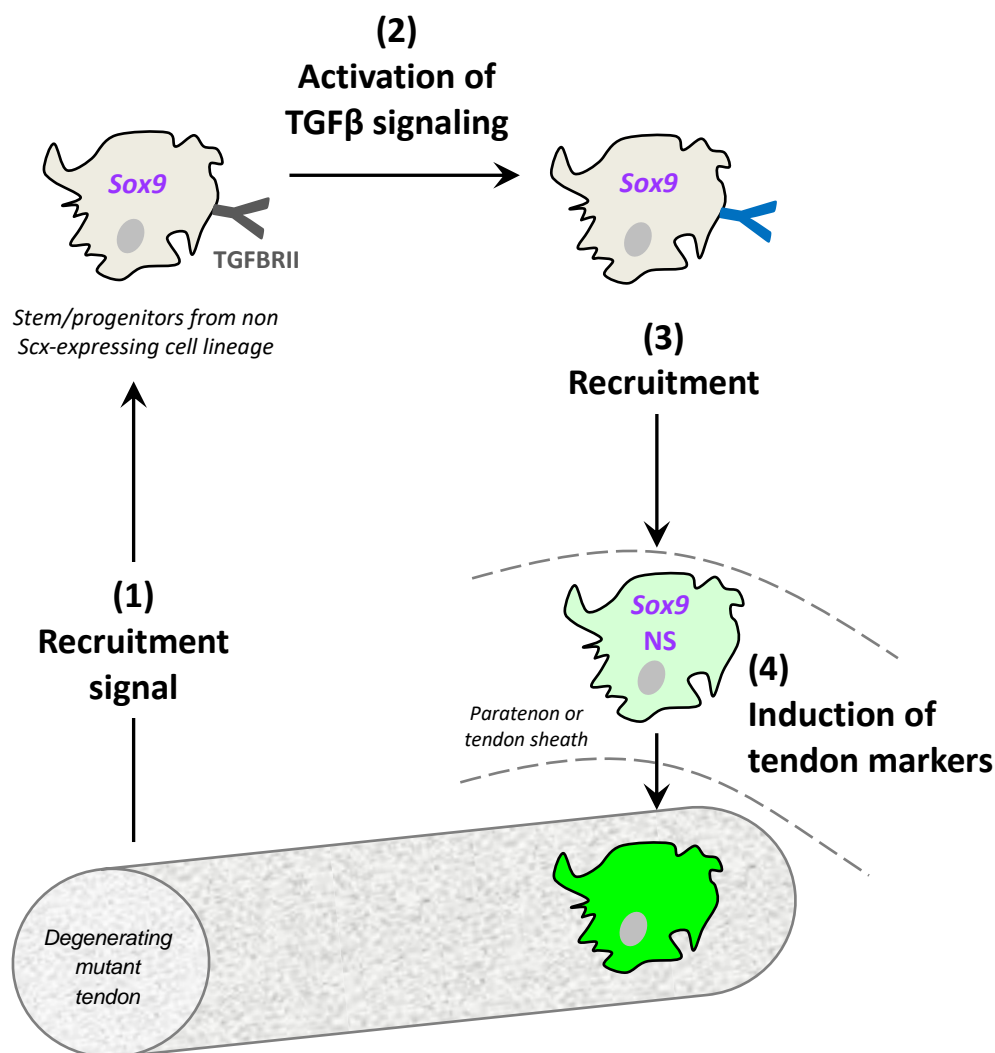 (2)
Activation of
TGFβ signaling
Sox9
TGFBRII
Sox9
Stem/progenitors from non
Scx-expressing cell lineage
(3)
Recruitment
(1)
Recruitment
signal
Sox9
NS
(4)
Induction of
tendon markers
Paratenon or
tendon sheath
Degenerating
mutant
tendon